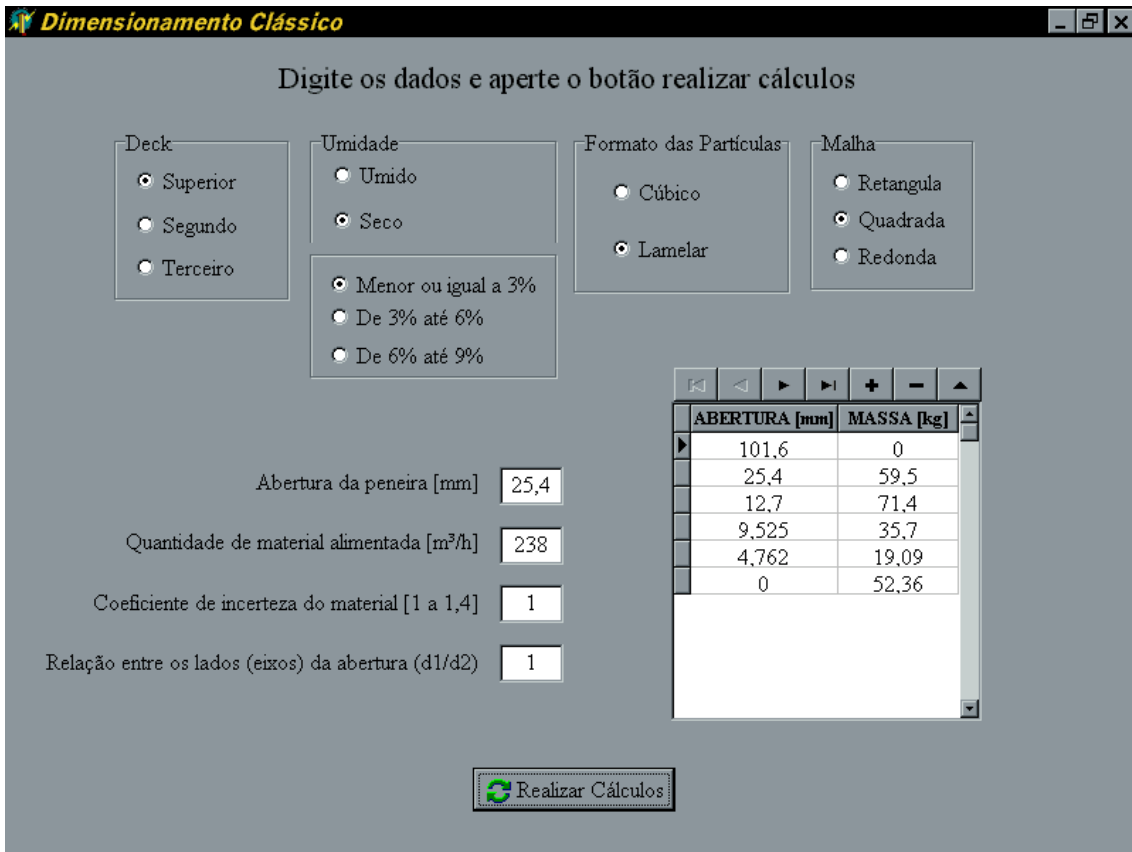 Dimensionamento Clássico
Digite os dados e aperte o botão realizar cálculos
Deck
Superior
Segundo
Terceiro
Umidade
Umido
Seco
Menor ou igual a 3%
De 3% até 6%
De 6% até 9%
Formato das Partículas
Cúbico
Lamelar
Malha
Retangula
Quadrada
Redonda
Abertura da peneira [mm] 25,4
Quantidade de material alimentada [m³/h] 238
Coeficiente de incerteza do material [1 a 1,4] 1
Relação entre os lados (eixos) da abertura (d1/d2) 1
ABERTURA [mm] MASSA [kg]
101,6 0
25,4 59,5
12,7 71,4
9,525 35,7
4,762 19,09
0 52,36
Realizar Cálculos